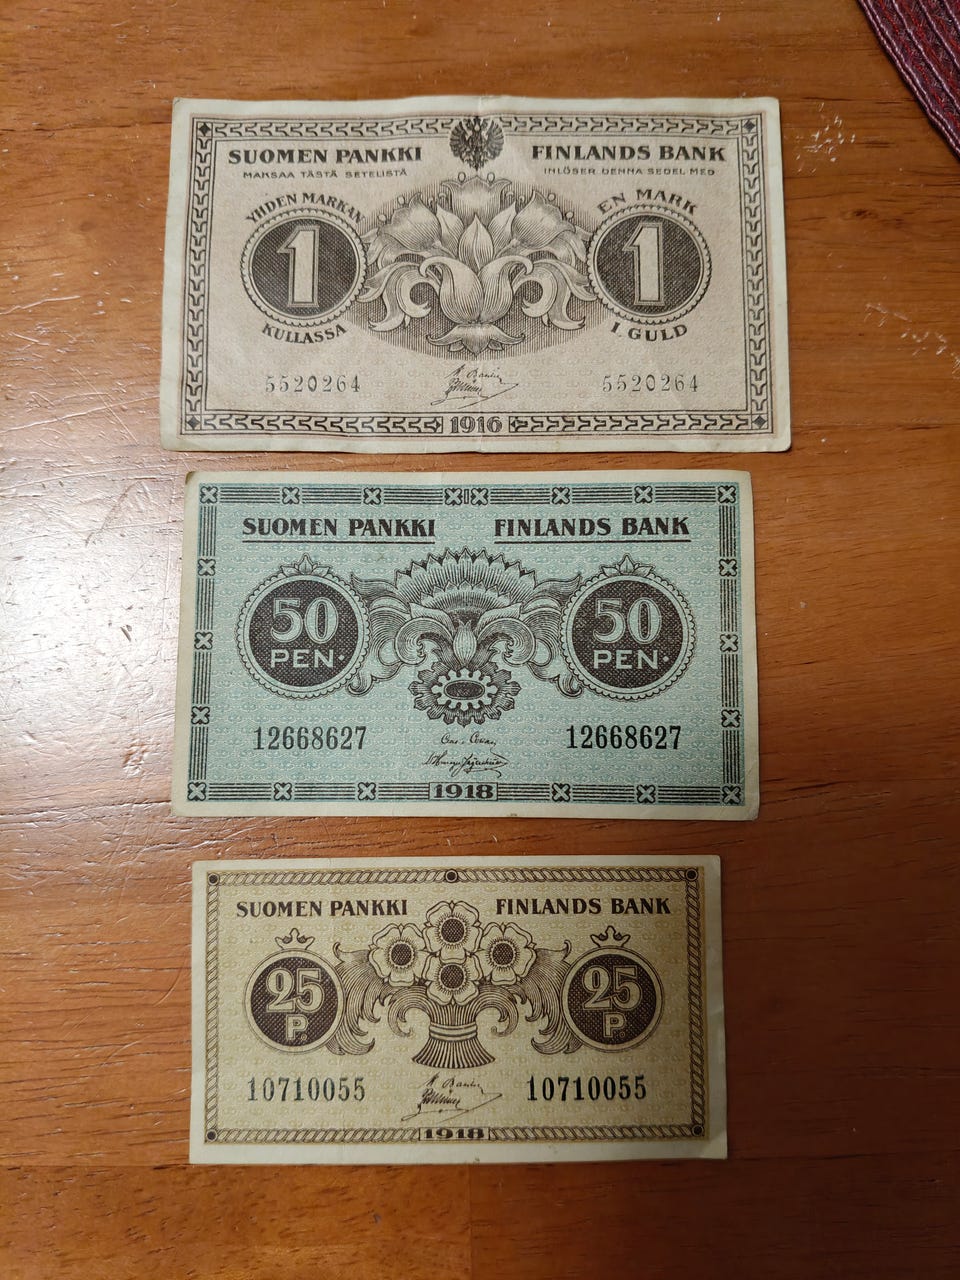 SUOMEN PANKKI FINLANDS BANK
MAKSAA TÄSTÄ SETELISTÄ INLÖSER DENNA SEDEL MED
YHDEN MARKAN EN MARK
1 1
KULLASSA I GULD
5520264 5520264
1916
SUOMEN PANKKI FINLANDS BANK
50 50
PEN. PEN.
12668627 12668627
1918
SUOMEN PANKKI FINLANDS BANK
25 25
P. P
10710055 10710055
1918